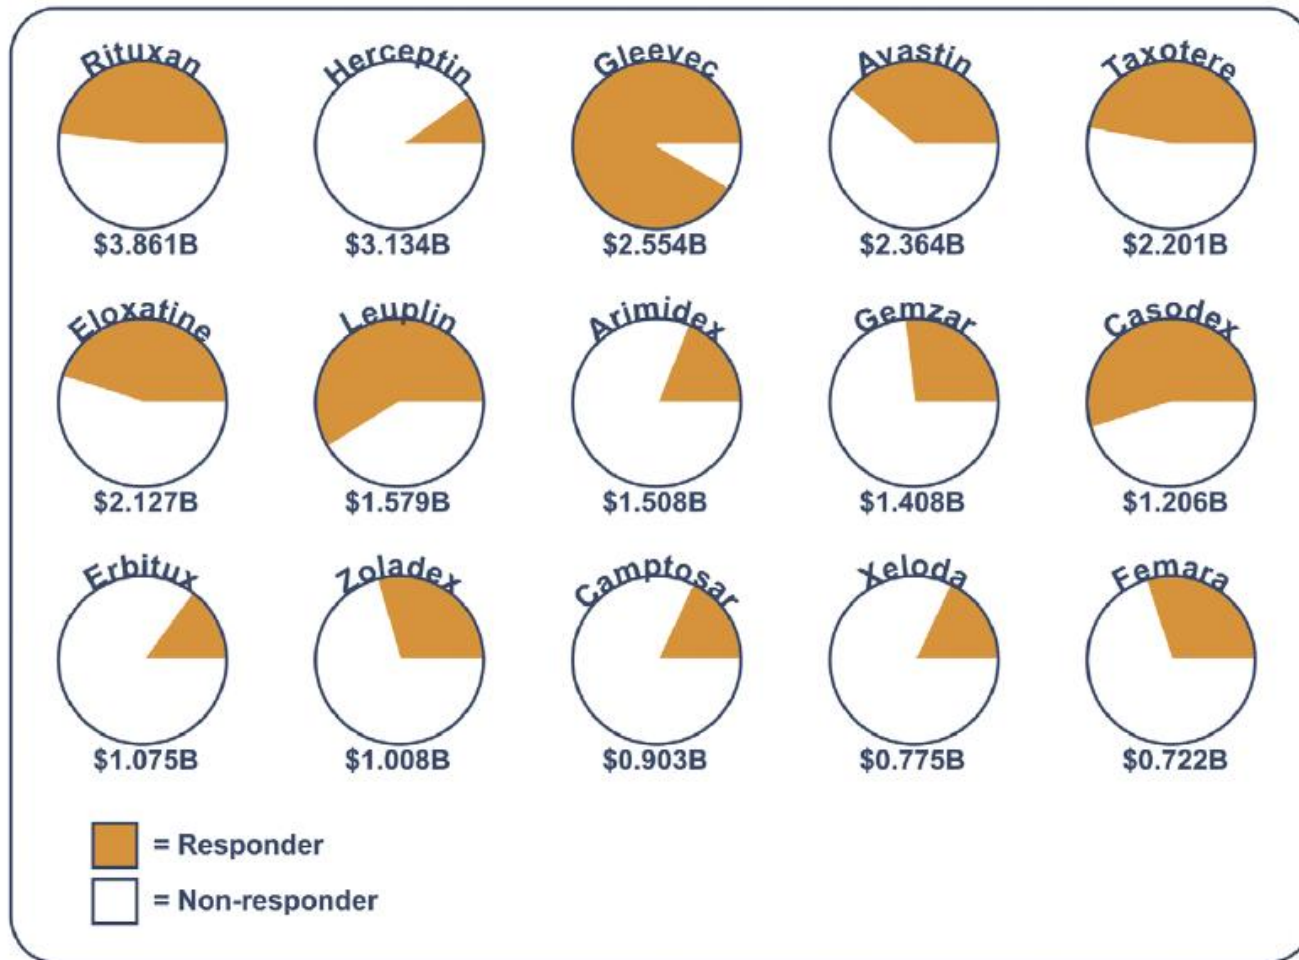 Rituxan Herceptin Gleevec Avastin Taxotere
$3.861B $3.134B $2.554B $2.364B $2.201B
Eloxatine Leuplin Arimidex Gemzar Casodex
$2.127B $1.579B $1.508B $1.408B $1.206B
Erbitux Zoladex Camptosar Xeloda Femara
$1.075B $1.008B $0.903B $0.775B $0.722B
= Responder
= Non-responder